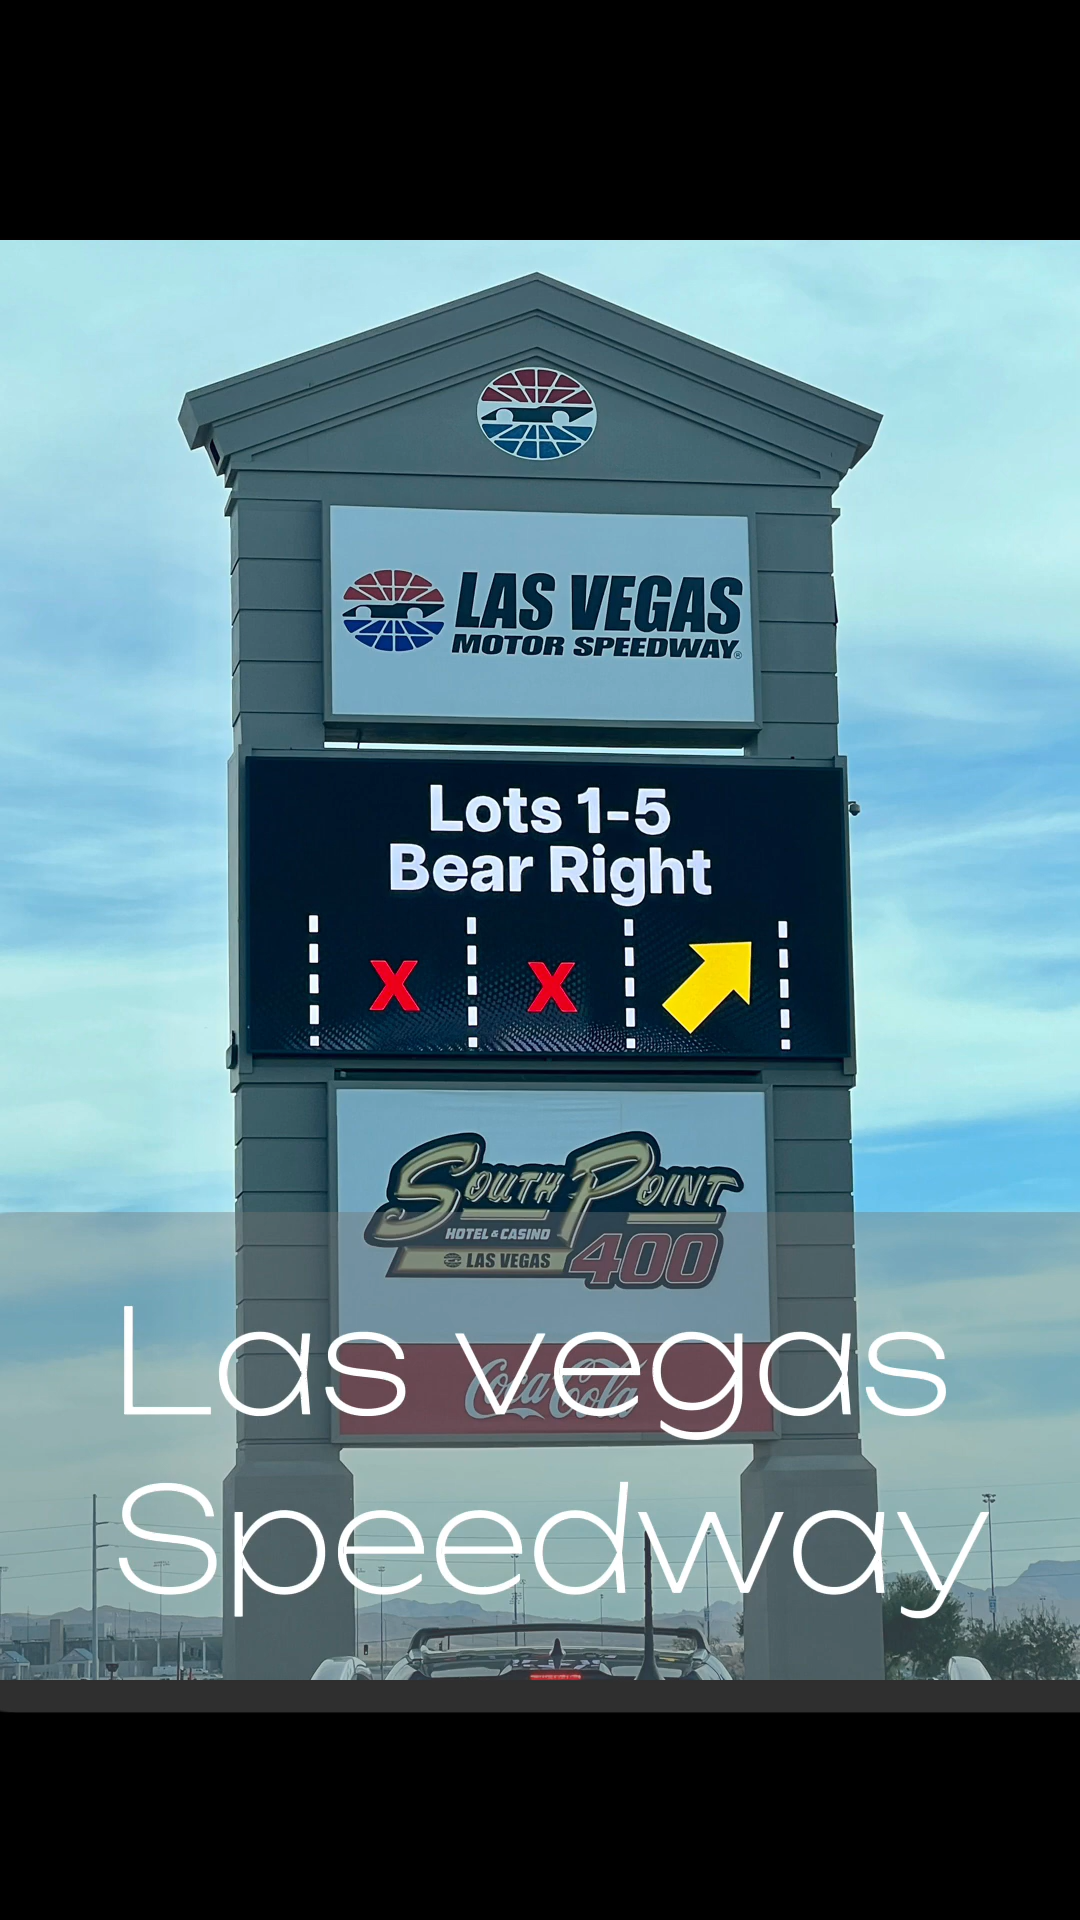 LAS VEGAS
MOTOR SPEEDWAY®
Lots 1-5
Bear Right
X X
SOUTH POINT
HOTEL & CASINO
400
LAS VEGAS
Coca-Cola
Las vegas
Speedway